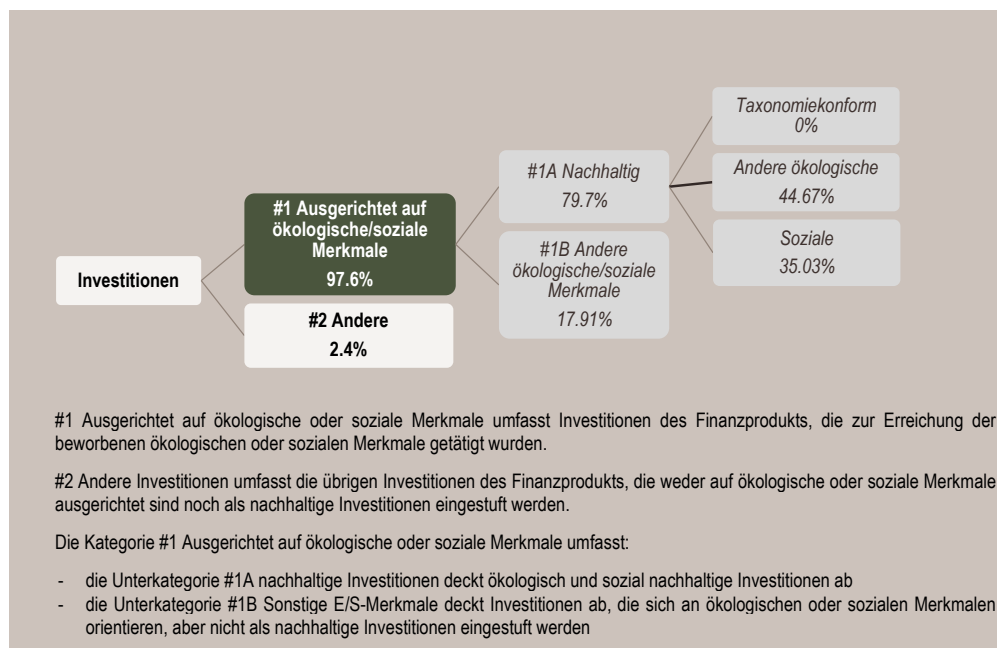 Taxonomiekonform
0%
#1A Nachhaltig
79.7%
Andere ökologische
44.67%
#1 Ausgerichtet auf
ökologische/soziale
Merkmale
97.6%
Soziale
35.03%
#1B Andere
ökologische/soziale
Merkmale
17.91%
Investitionen
#2 Andere
2.4%
#1 Ausgerichtet auf ökologische oder soziale Merkmale umfasst Investitionen des Finanzprodukts, die zur Erreichung der
beworbenen ökologischen oder sozialen Merkmale getätigt wurden.
#2 Andere Investitionen umfasst die übrigen Investitionen des Finanzprodukts, die weder auf ökologische oder soziale Merkmale
ausgerichtet sind noch als nachhaltige Investitionen eingestuft werden.
Die Kategorie #1 Ausgerichtet auf ökologische oder soziale Merkmale umfasst:
- die Unterkategorie #1A nachhaltige Investitionen deckt ökologisch und sozial nachhaltige Investitionen ab
- die Unterkategorie #1B Sonstige E/S-Merkmale deckt Investitionen ab, die sich an ökologischen oder sozialen Merkmalen
orientieren, aber nicht als nachhaltige Investitionen eingestuft werden